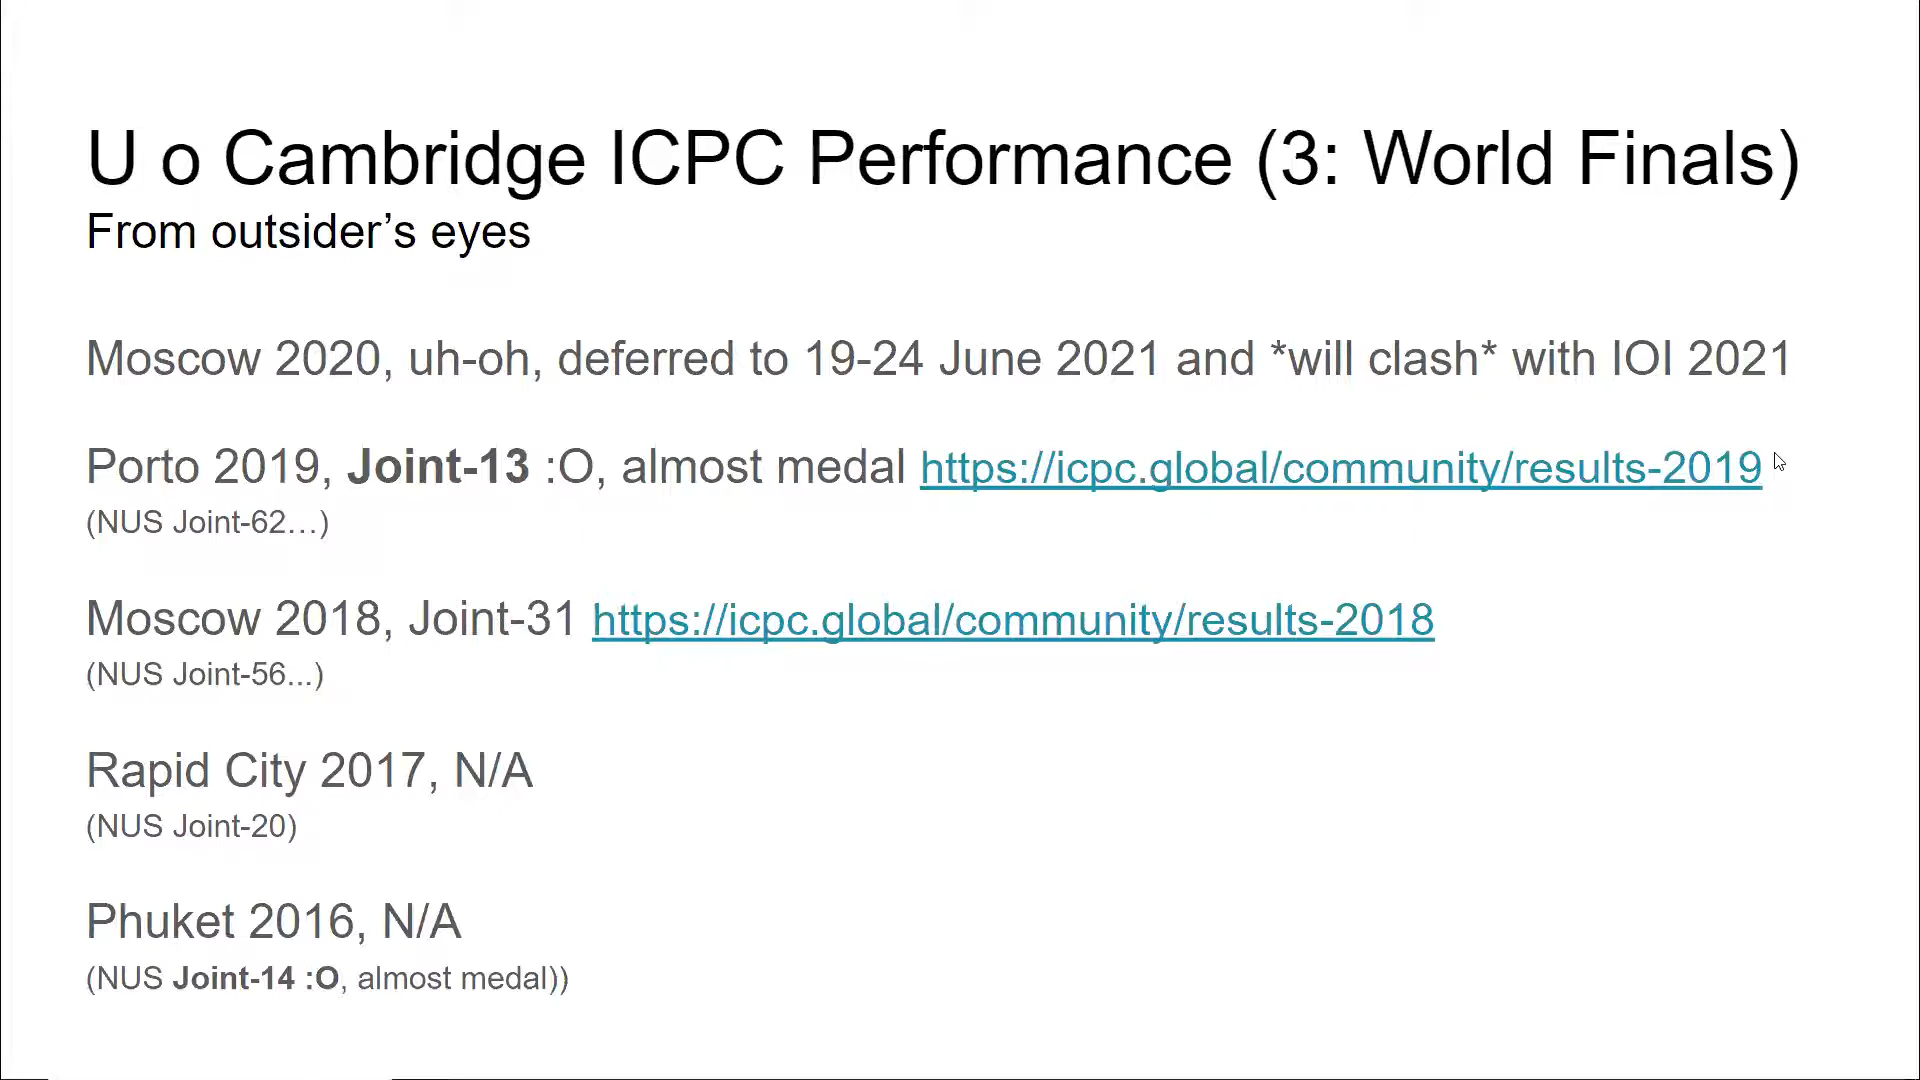 U o Cambridge ICPC Performance (3: World Finals)
From outsider’s eyes
Moscow 2020, uh-oh, deferred to 19-24 June 2021 and *will clash* with IOI 2021
Porto 2019, Joint-13 :O, almost medal https://icpc.global/community/results-2019
(NUS Joint-62…)
Moscow 2018, Joint-31 https://icpc.global/community/results-2018
(NUS Joint-56...)
Rapid City 2017, N/A
(NUS Joint-20)
Phuket 2016, N/A
(NUS Joint-14 :O, almost medal))